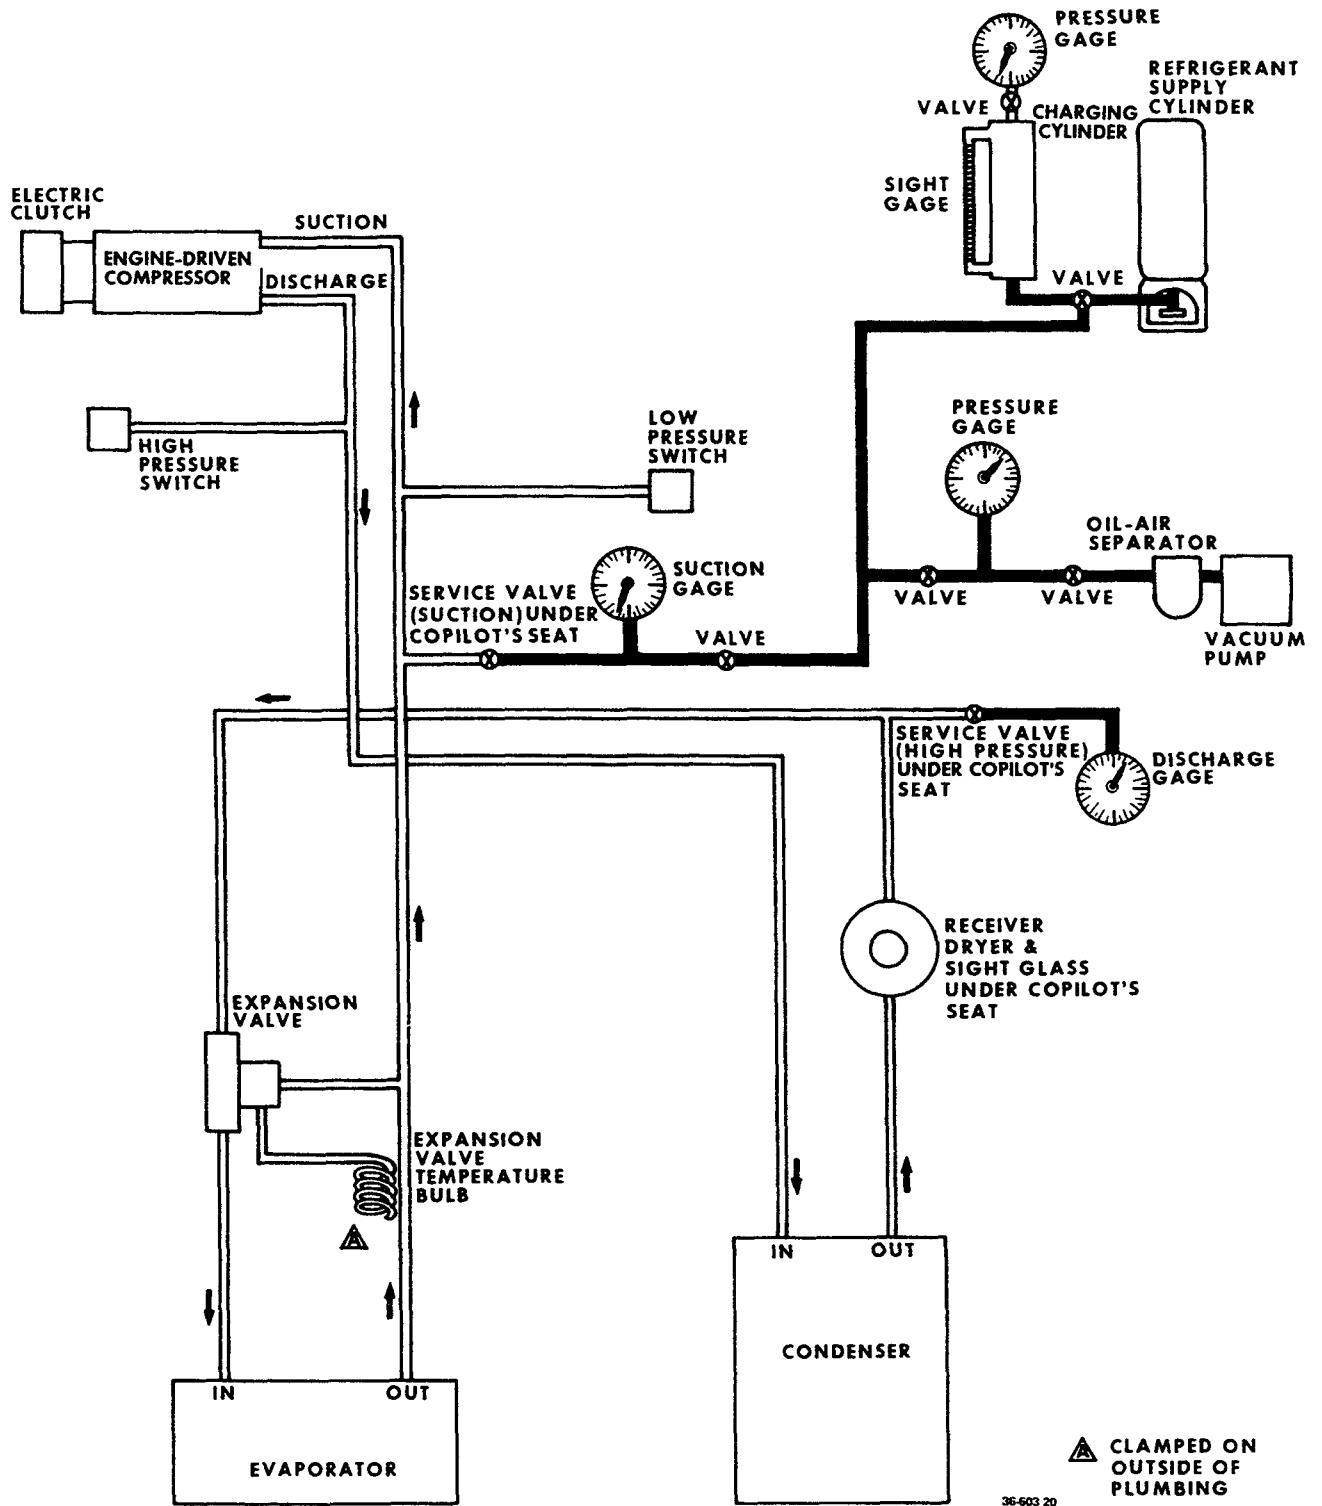 PRESSURE
GAGE
REFRIGERANT
SUPPLY
CYLINDER
VALVE
CHARGING
CYLINDER
SIGHT
GAGE
VALVE
ELECTRIC
CLUTCH
SUCTION
ENGINE-DRIVEN
COMPRESSOR
DISCHARGE
HIGH
PRESSURE
SWITCH
LOW
PRESSURE
SWITCH
PRESSURE
GAGE
OIL-AIR
SEPARATOR
VALVE
VALVE
VACUUM
PUMP
SUCTION
GAGE
SERVICE VALVE
(SUCTION) UNDER
COPILOT'S SEAT
VALVE
SERVICE VALVE
(HIGH PRESSURE)
UNDER COPILOT'S
SEAT
DISCHARGE
GAGE
RECEIVER
DRYER &
SIGHT GLASS
UNDER COPILOT'S
SEAT
EXPANSION
VALVE
EXPANSION
VALVE
TEMPERATURE
BULB
A
IN
OUT
EVAPORATOR
IN
OUT
CONDENSER
A
CLAMPED ON
OUTSIDE OF
PLUMBING
36-603 20